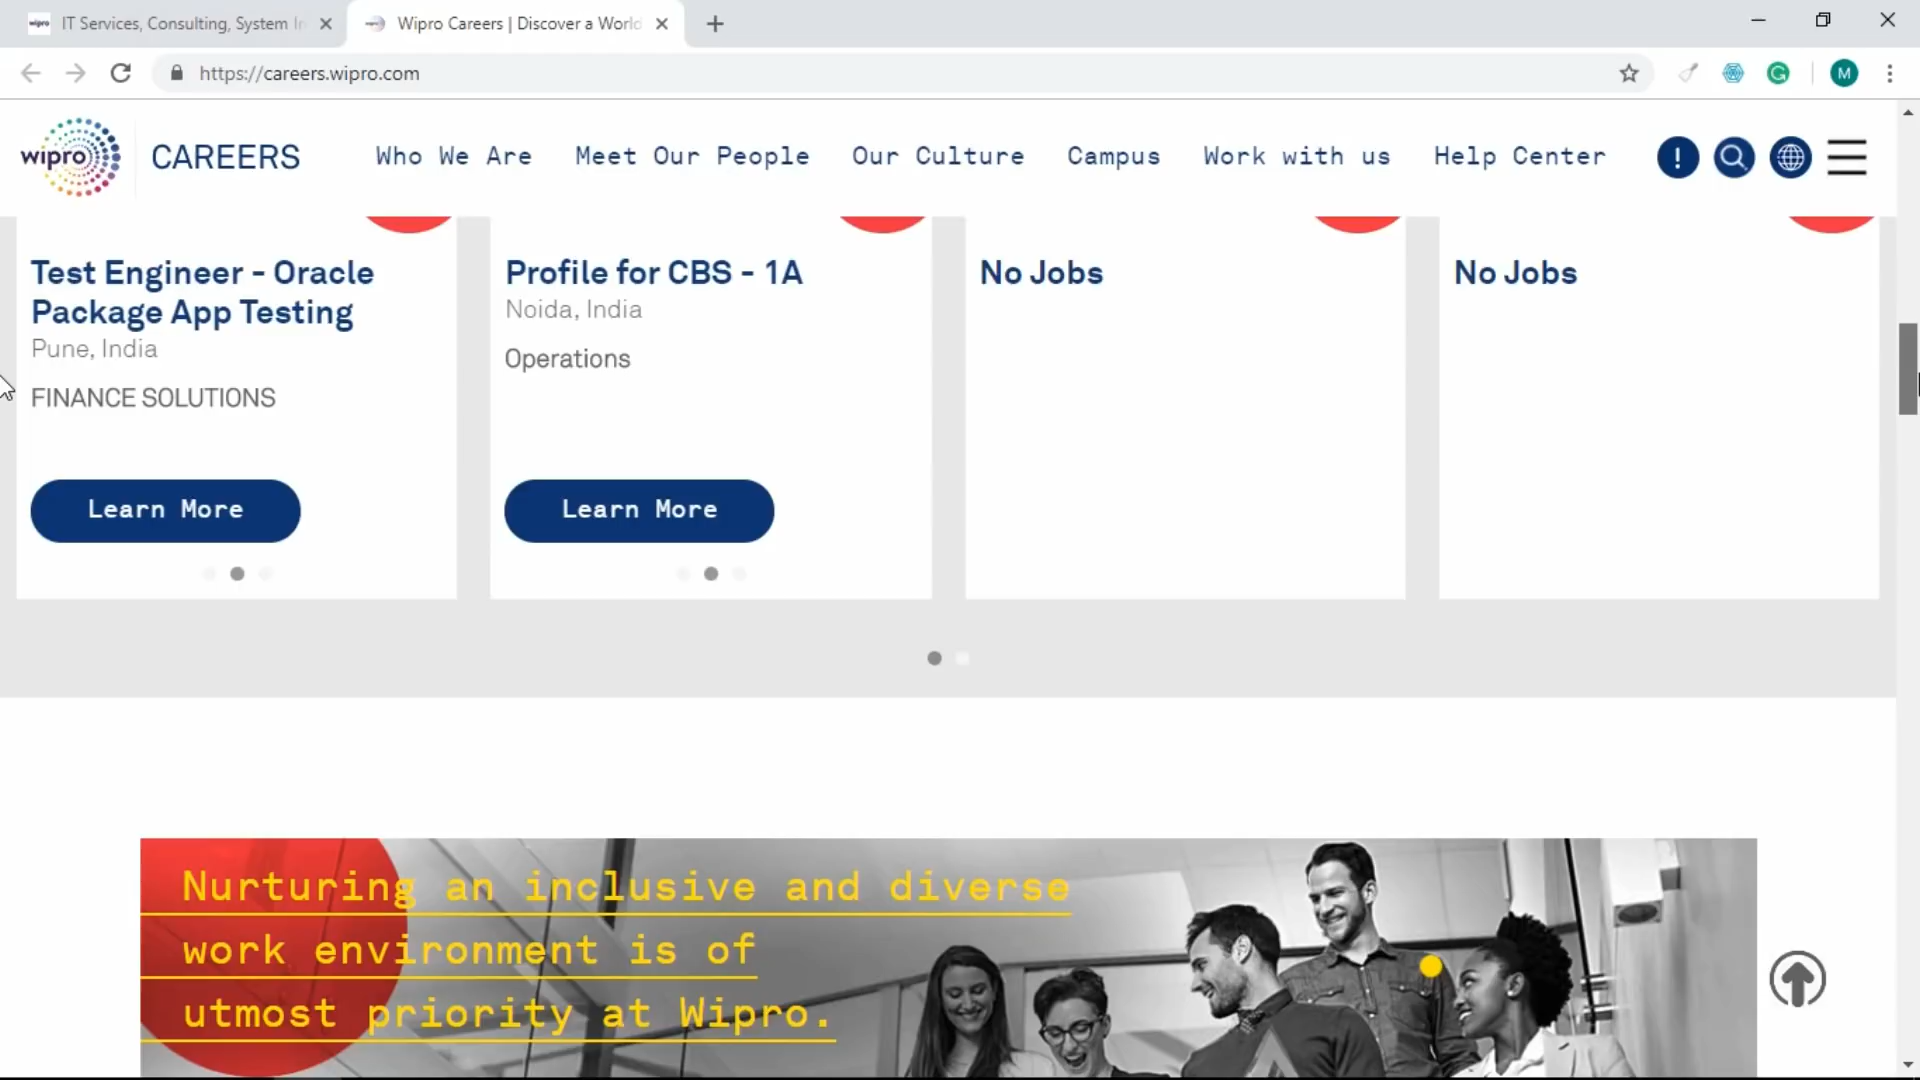 wipro IT Services, Consulting, System In
Wipro Careers | Discover a World
https://careers.wipro.com
M
wipro
CAREERS
Who We Are
Meet Our People
Our Culture
Campus
Work with us
Help Center
!
Test Engineer - Oracle
Package App Testing
Pune, India
FINANCE SOLUTIONS
Learn More
Profile for CBS - 1A
Noida, India
Operations
Learn More
No Jobs
No Jobs
Nurturing an inclusive and diverse
work environment is of
utmost priority at Wipro.